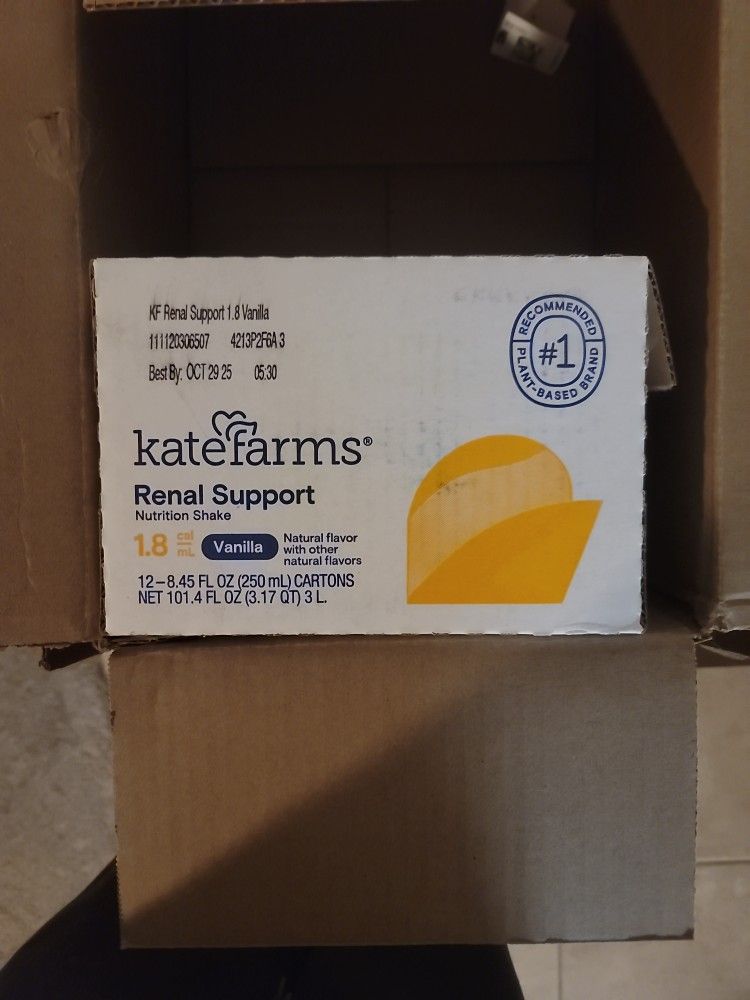 KF Renal Support 1.8 Vanilla
111120306507 4213P2F6A 3
Best By: OCT 29 25 05:30
RECOMMENDED
#1
PLANT-BASED BRAND
katefarms®
Renal Support
Nutrition Shake
1.8 cal mL
Vanilla
Natural flavor
with other
natural flavors
12–8.45 FL OZ (250 mL) CARTONS
NET 101.4 FL OZ (3.17 QT) 3 L.